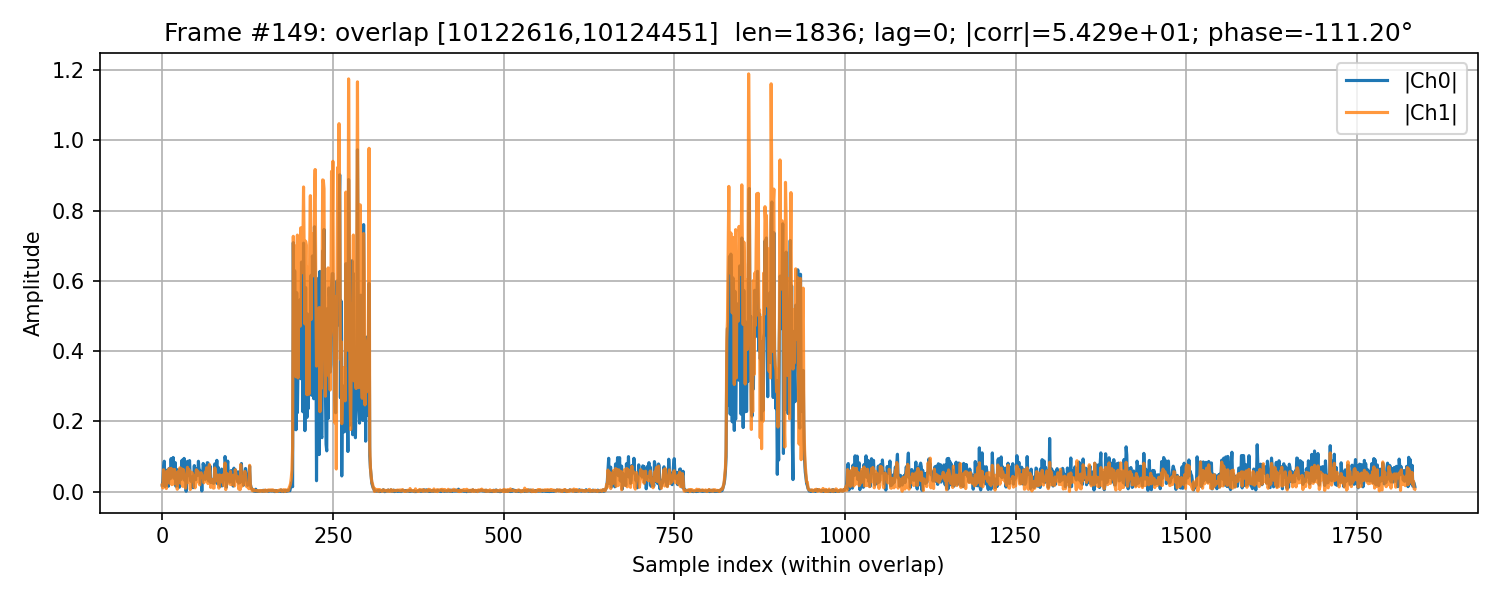 Frame #149: overlap [10122616,10124451]  len=1836; lag=0; |corr|=5.429e+01; phase=-111.20°
|Ch0|
|Ch1|
Amplitude
1.2
1.0
0.8
0.6
0.4
0.2
0.0
0 250 500 750 1000 1250 1500 1750
Sample index (within overlap)